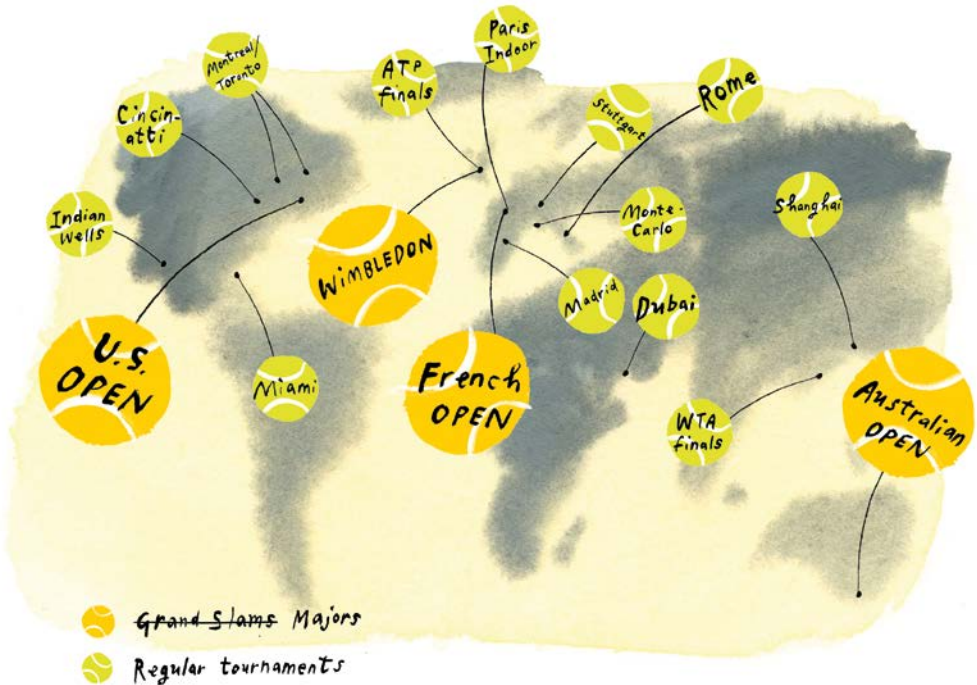 Paris
Indoor
Montreal/
Toronto
ATP
finals
Rome
Cincin-
atti
Stuttgart
Indian
Wells
Monte-
Carlo
Shanghai
WIMBLEDON
Madrid
Dubai
U.S.
OPEN
Miami
French
OPEN
WTA
finals
Australian
OPEN
Grand Slams Majors
Regular tournaments